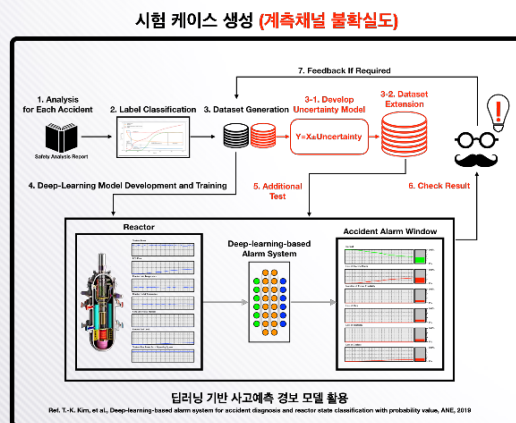 시험 케이스 생성 (계측채널 불확실도)
7. Feedback If Required
1. Analysis
for Each Accident
2. Label Classification
3. Dataset Generation
3-1. Develop
Uncertainty Model
3-2. Dataset
Extension
Y=X±Uncertainty
Safety Analysis Report
4. Deep-Learning Model Development and Training
5. Additional
Test
6. Check Result
Reactor
Deep-learning-based
Alarm System
Accident Alarm Window
딥러닝 기반 사고예측 경보 모델 활용
Ref. T.-K. Kim, et al., Deep-learning-based alarm system for accident diagnosis and reactor state classification with probability value, ANE, 2019